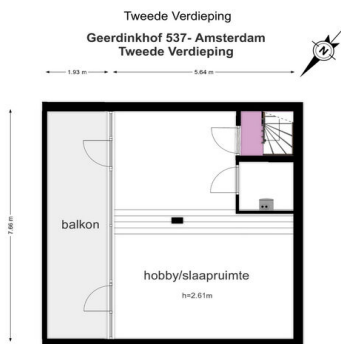 Tweede Verdieping
Geerdinkhof 537- Amsterdam
Tweede Verdieping
N
1.93 m
5.64 m
7.66 m
balkon
hobby/slaapruimte
h=2.61m